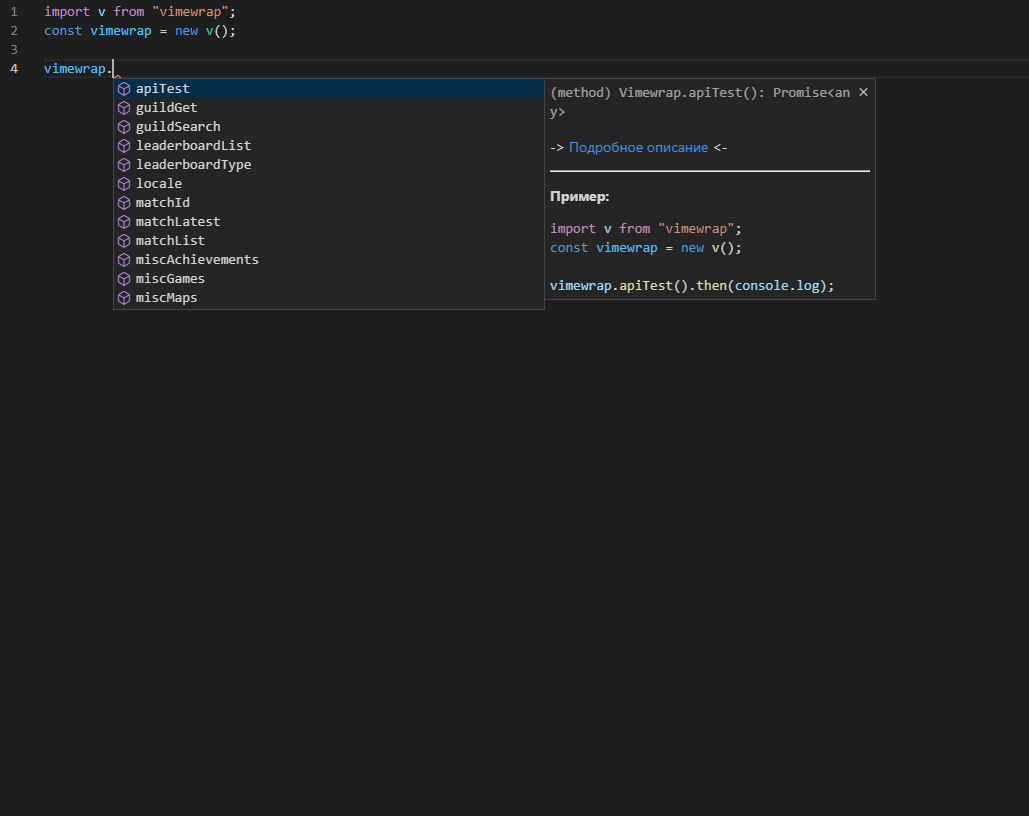 1 import v from "vimewrap";
2 const vimewrap = new v();
3
4 vimewrap.
apiTest
guildGet
guildSearch
leaderboardList
leaderboardType
locale
matchId
matchLatest
matchList
miscAchievements
miscGames
miscMaps
(method) Vimewrap.apiTest(): Promise<an
y>
-> Подробное описание <-
Пример:
import v from "vimewrap";
const vimewrap = new v();
vimewrap.apiTest().then(console.log);